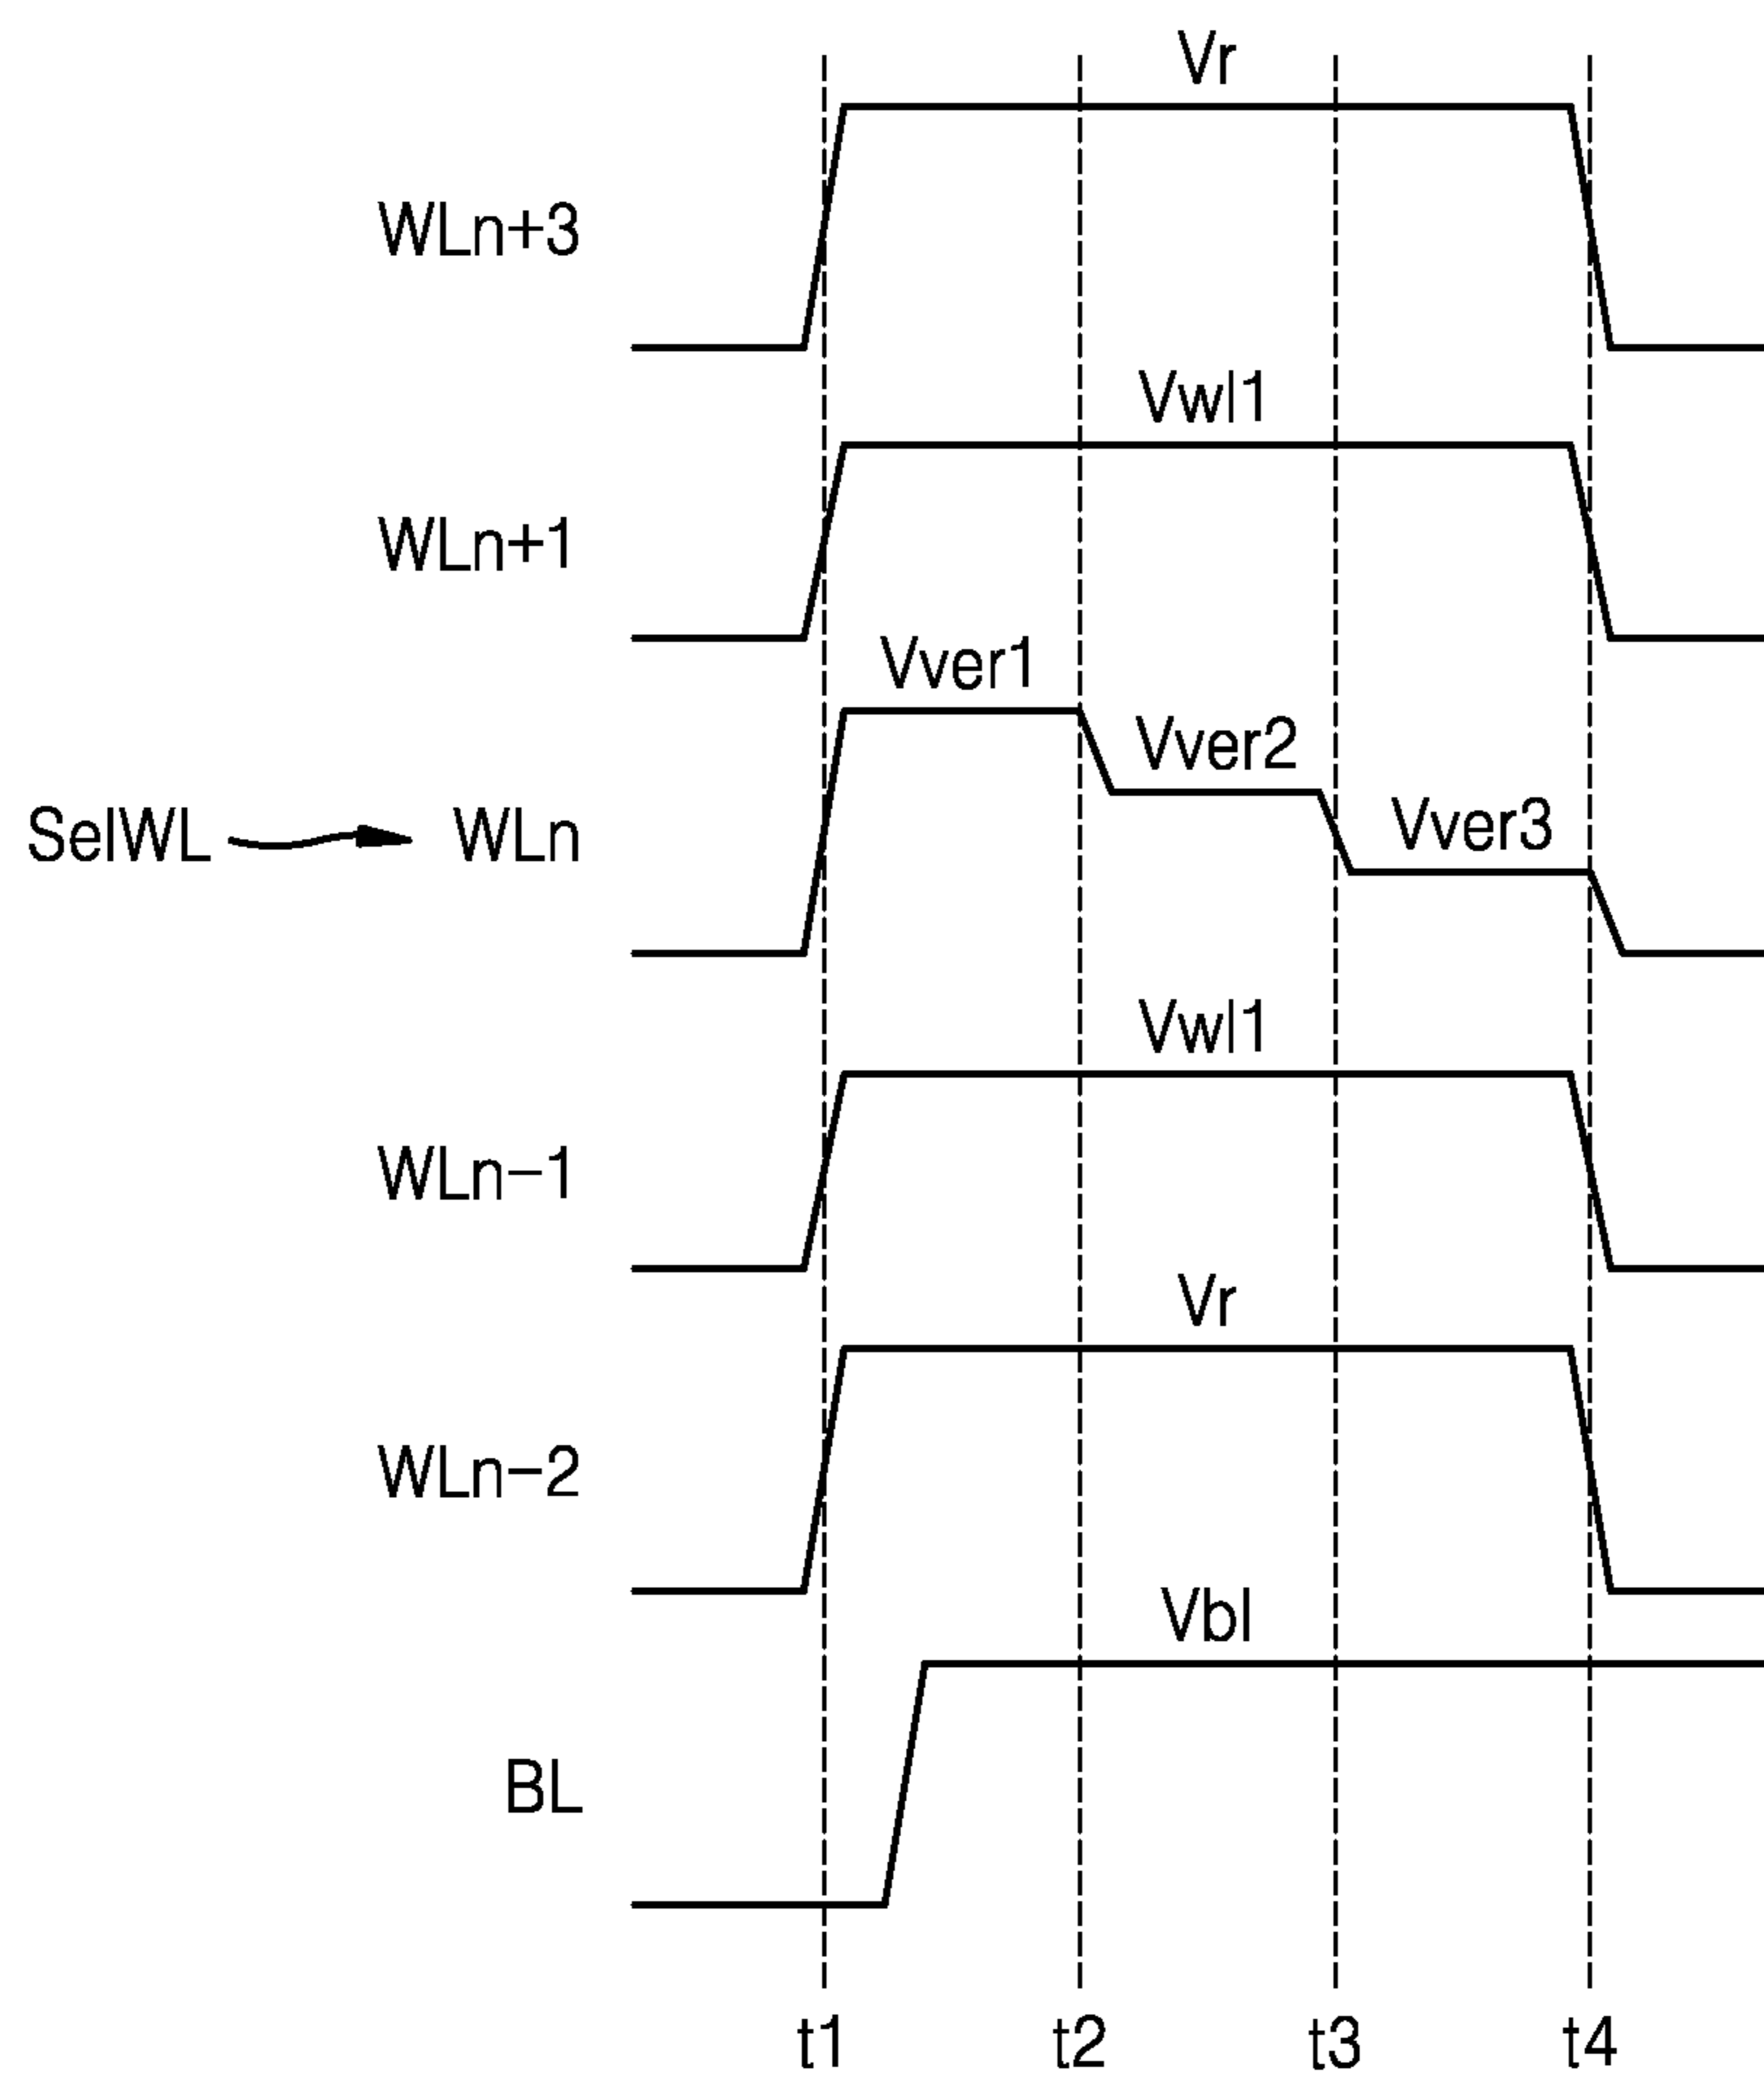 Vr
WLn+3
Vwl1
WLn+1
Vver1
Vver2
Vver3
SelWL WLn
Vwl1
WLn-1
Vr
WLn-2
Vbl
BL
t1 t2 t3 t4